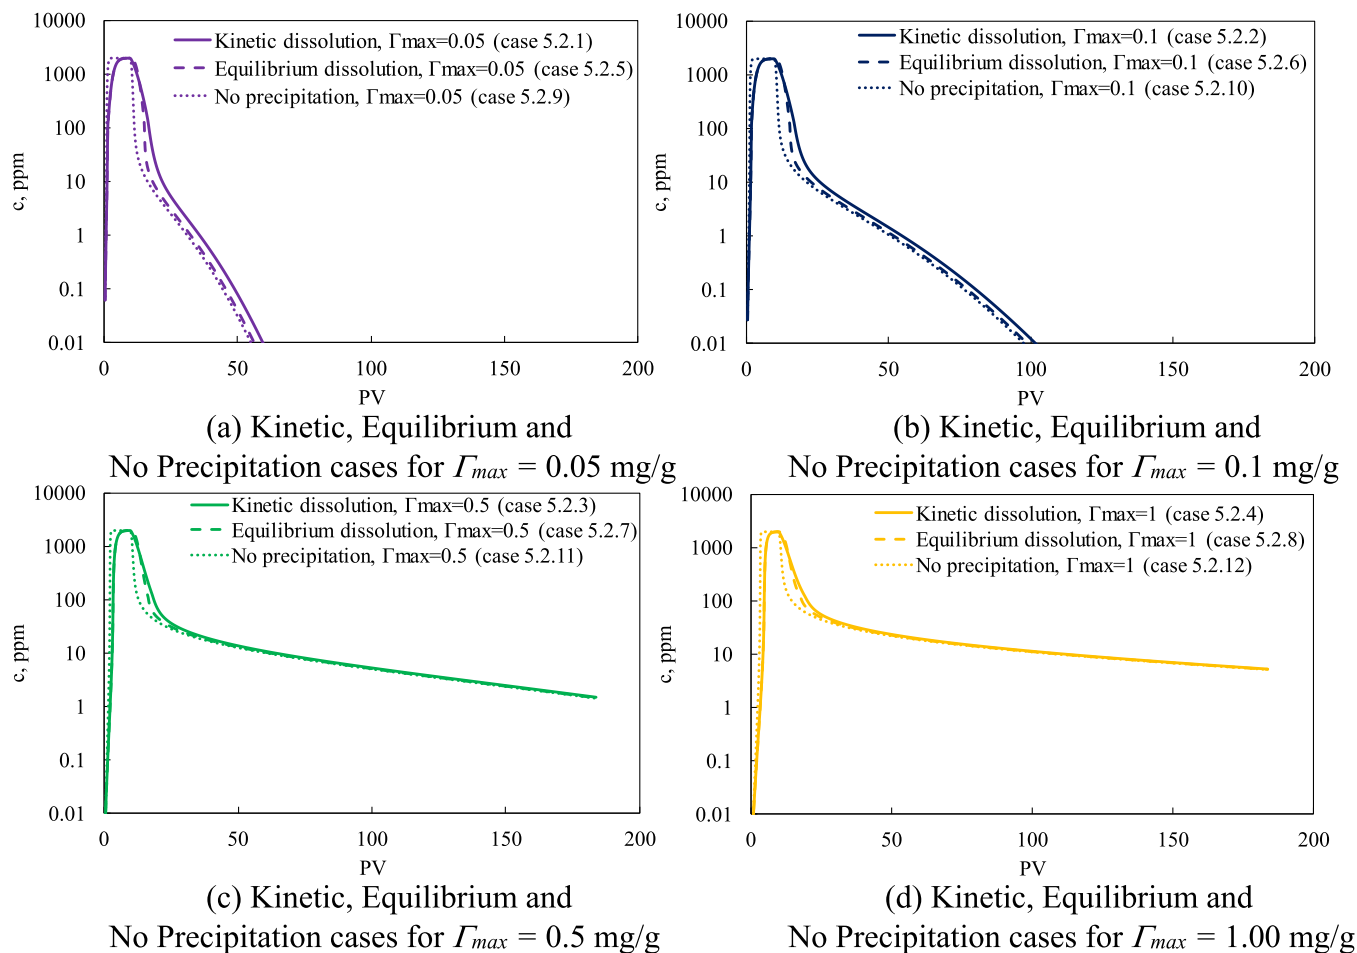 10000
1000
100
10
1
0.1
0.01
c, ppm
Kinetic dissolution, Γmax=0.05 (case 5.2.1)
Equilibrium dissolution, Γmax=0.05 (case 5.2.5)
No precipitation, Γmax=0.05 (case 5.2.9)
0 50 100 150 200
PV
(a) Kinetic, Equilibrium and
No Precipitation cases for Γmax = 0.05 mg/g
10000
1000
100
10
1
0.1
0.01
c, ppm
Kinetic dissolution, Γmax=0.1 (case 5.2.2)
Equilibrium dissolution, Γmax=0.1 (case 5.2.6)
No precipitation, Γmax=0.1 (case 5.2.10)
0 50 100 150 200
PV
(b) Kinetic, Equilibrium and
No Precipitation cases for Γmax = 0.1 mg/g
10000
1000
100
10
1
0.1
0.01
c, ppm
Kinetic dissolution, Γmax=0.5 (case 5.2.3)
Equilibrium dissolution, Γmax=0.5 (case 5.2.7)
No precipitation, Γmax=0.5 (case 5.2.11)
0 50 100 150 200
PV
(c) Kinetic, Equilibrium and
No Precipitation cases for Γmax = 0.5 mg/g
10000
1000
100
10
1
0.1
0.01
c, ppm
Kinetic dissolution, Γmax=1 (case 5.2.4)
Equilibrium dissolution, Γmax=1 (case 5.2.8)
No precipitation, Γmax=1 (case 5.2.12)
0 50 100 150 200
PV
(d) Kinetic, Equilibrium and
No Precipitation cases for Γmax = 1.00 mg/g